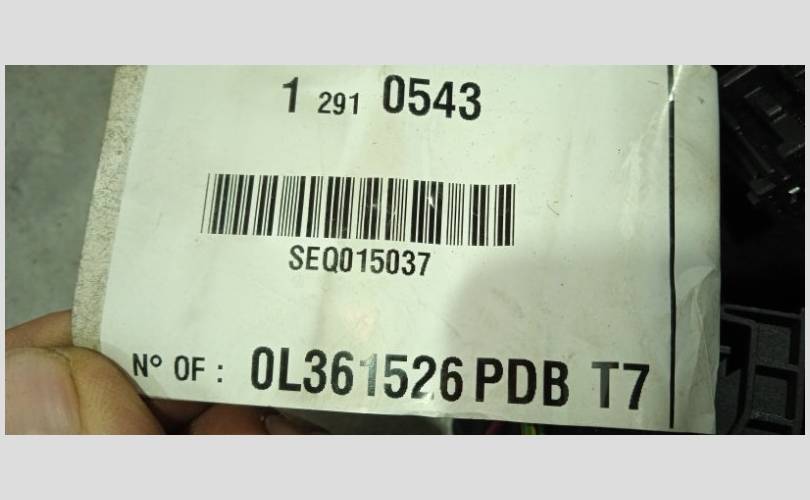 1 291 0543
SEQ015037
N° OF : 0L361526 PDB T7